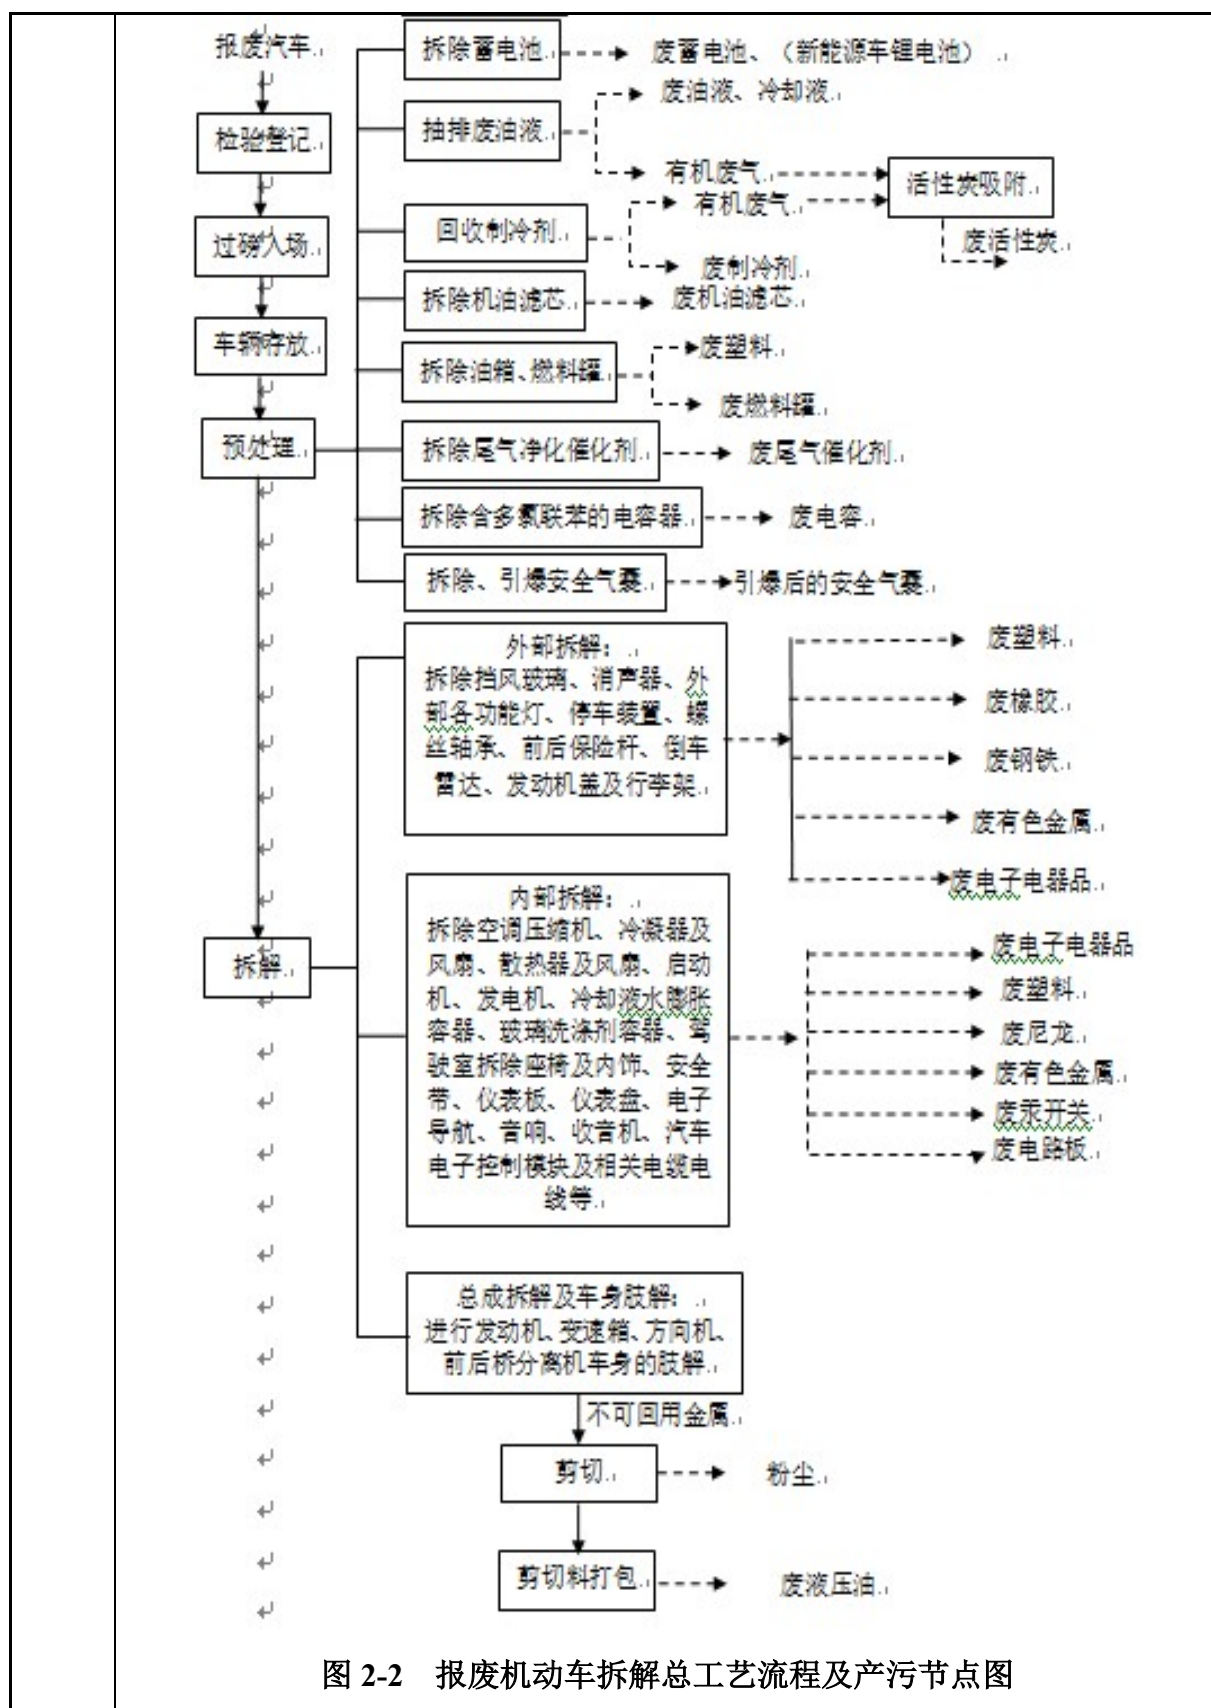 报废汽车
检验登记
过磅入场
车辆存放
预处理
拆除蓄电池
废蓄电池、（新能源车锂电池）
抽排废油液
废油液、冷却液
有机废气
活性炭吸附
废活性炭
回收制冷剂
有机废气
废制冷剂
拆除机油滤芯
废机油滤芯
拆除油箱、燃料罐
废塑料
废燃料罐
拆除尾气净化催化剂
废尾气催化剂
拆除含多氯联苯的电容器
废电容
拆除、引爆安全气囊
引爆后的安全气囊
拆解
外部拆解：
拆除挡风玻璃、消声器、外
部各功能灯、停车装置、螺
丝轴承、前后保险杆、倒车
雷达、发动机盖及行李架
废塑料
废橡胶
废钢铁
废有色金属
废电子电器品
内部拆解：
拆除空调压缩机、冷凝器及
风扇、散热器及风扇、启动
机、发电机、冷却液水膨胀
容器、玻璃洗涤剂容器、驾
驶室拆除座椅及内饰、安全
带、仪表板、仪表盘、电子
导航、音响、收音机、汽车
电子控制模块及相关电缆电
线等
废电子电器品
废塑料
废尼龙
废有色金属
废汞开关
废电路板
总成拆解及车身肢解：
进行发动机、变速箱、方向机、
前后桥分离机车身的肢解
不可回用金属
剪切
粉尘
剪切料打包
废液压油
图 2-2 报废机动车拆解总工艺流程及产污节点图